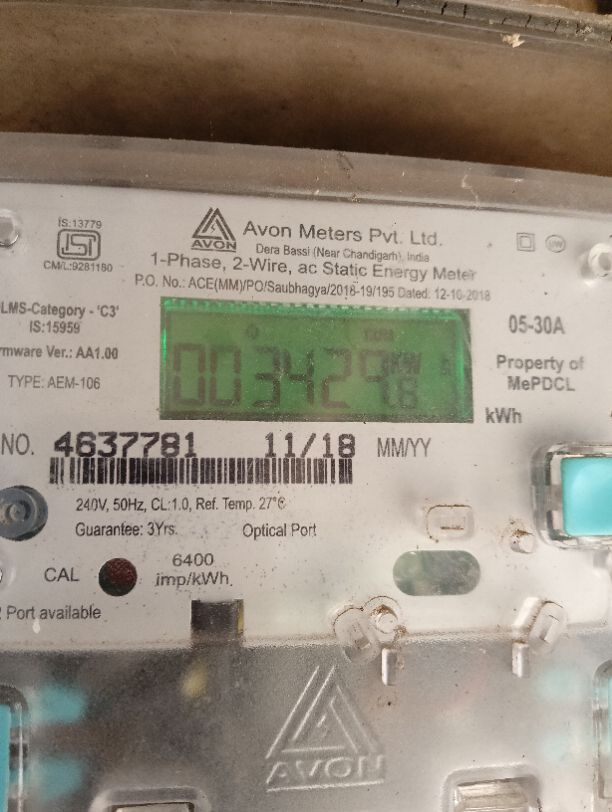 IS:13779
ISI
CM/L:9281180
AVON
Avon Meters Pvt. Ltd.
Dera Bassi (Near Chandigarh), India
1-Phase, 2-Wire, ac Static Energy Meter
P.O. No.: ACE(MM)/PO/Saubhagya/2018-19/195 Dated: 12-10-2018
LMS-Category - 'C3'
IS:15959
rmware Ver.: AA1.00
TYPE: AEM-106
003429
KW
05-30A
Property of
MePDCL
kWh
NO. 4637781 11/18 MM/YY
240V, 50Hz, CL:1.0, Ref. Temp. 27°C
Guarantee: 3Yrs. Optical Port
CAL
6400
imp/kWh.
Port available
AVON